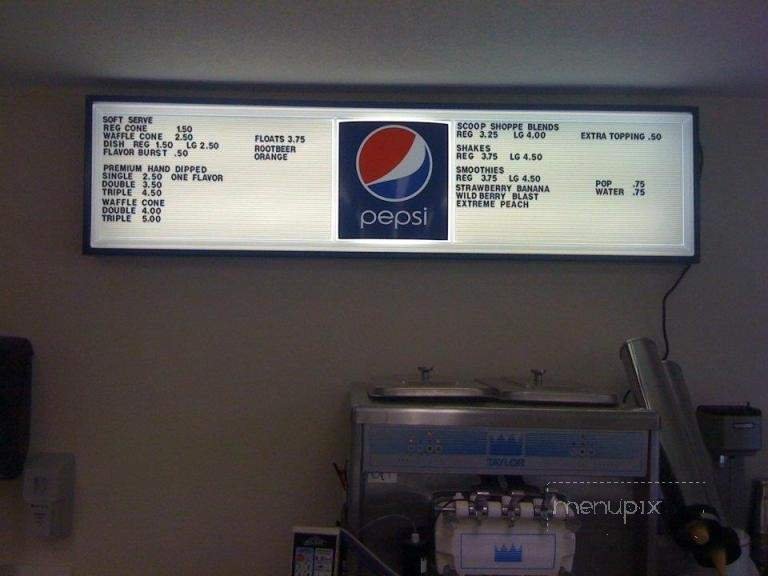 SOFT SERVE
REG CONE 1.50
WAFFLE CONE 2.50
DISH REG 1.50 LG 2.50
FLAVOR BURST .50
PREMIUM HAND DIPPED
SINGLE 2.50 ONE FLAVOR
DOUBLE 3.50
TRIPLE 4.50
WAFFLE CONE
DOUBLE 4.00
TRIPLE 5.00
FLOATS 3.75
ROOTBEER
ORANGE
pepsi
SCOOP SHOPPE BLENDS
REG 3.25 LG 4.00
SHAKES
REG 3.75 LG 4.50
SMOOTHIES
REG 3.75 LG 4.50
STRAWBERRY BANANA
WILD BERRY BLAST
EXTREME PEACH
EXTRA TOPPING .50
POP .75
WATER .75
TAYLOR
menupix